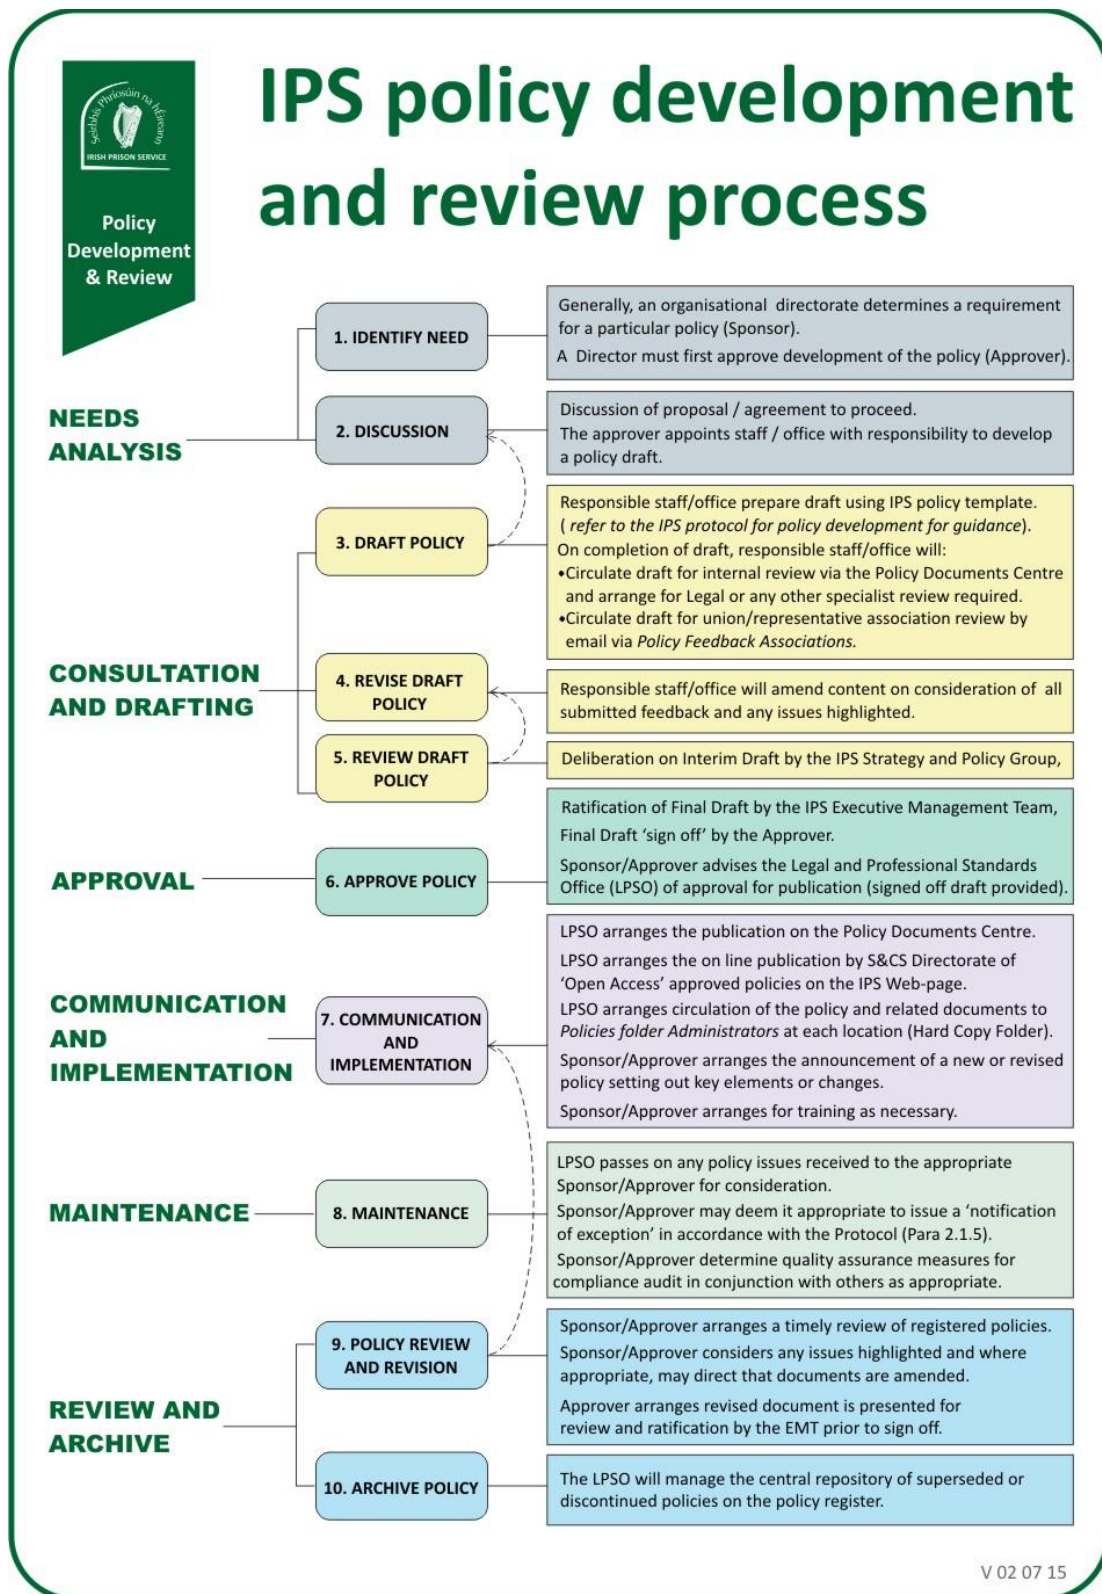 Seirbhís Phríosúin na hÉireann
IRISH PRISON SERVICE
Policy
Development
& Review
IPS policy development
and review process
NEEDS
ANALYSIS
1. IDENTIFY NEED
Generally, an organisational directorate determines a requirement
for a particular policy (Sponsor).
A Director must first approve development of the policy (Approver).
2. DISCUSSION
Discussion of proposal / agreement to proceed.
The approver appoints staff / office with responsibility to develop
a policy draft.
CONSULTATION
AND DRAFTING
3. DRAFT POLICY
Responsible staff/office prepare draft using IPS policy template.
( refer to the IPS protocol for policy development for guidance).
On completion of draft, responsible staff/office will:
•Circulate draft for internal review via the Policy Documents Centre
and arrange for Legal or any other specialist review required.
•Circulate draft for union/representative association review by
email via Policy Feedback Associations.
4. REVISE DRAFT
POLICY
Responsible staff/office will amend content on consideration of all
submitted feedback and any issues highlighted.
5. REVIEW DRAFT
POLICY
Deliberation on Interim Draft by the IPS Strategy and Policy Group,
APPROVAL
6. APPROVE POLICY
Ratification of Final Draft by the IPS Executive Management Team,
Final Draft ‘sign off’ by the Approver.
Sponsor/Approver advises the Legal and Professional Standards
Office (LPSO) of approval for publication (signed off draft provided).
COMMUNICATION
AND
IMPLEMENTATION
7. COMMUNICATION
AND
IMPLEMENTATION
LPSO arranges the publication on the Policy Documents Centre.
LPSO arranges the on line publication by S&CS Directorate of
‘Open Access’ approved policies on the IPS Web-page.
LPSO arranges circulation of the policy and related documents to
Policies folder Administrators at each location (Hard Copy Folder).
Sponsor/Approver arranges the announcement of a new or revised
policy setting out key elements or changes.
Sponsor/Approver arranges for training as necessary.
MAINTENANCE
8. MAINTENANCE
LPSO passes on any policy issues received to the appropriate
Sponsor/Approver for consideration.
Sponsor/Approver may deem it appropriate to issue a ‘notification
of exception’ in accordance with the Protocol (Para 2.1.5).
Sponsor/Approver determine quality assurance measures for
compliance audit in conjunction with others as appropriate.
REVIEW AND
ARCHIVE
9. POLICY REVIEW
AND REVISION
Sponsor/Approver arranges a timely review of registered policies.
Sponsor/Approver considers any issues highlighted and where
appropriate, may direct that documents are amended.
Approver arranges revised document is presented for
review and ratification by the EMT prior to sign off.
10. ARCHIVE POLICY
The LPSO will manage the central repository of superseded or
discontinued policies on the policy register.
V 02 07 15